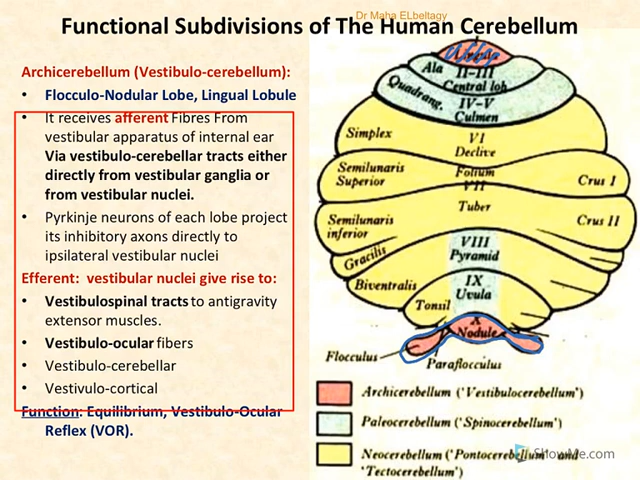 Dr Maha ELbeltagy
Functional Subdivisions of The Human Cerebellum
Archicerebellum (Vestibulo-cerebellum):
• Flocculo-Nodular Lobe, Lingual Lobule
• It receives afferent Fibres From
vestibular apparatus of internal ear
Via vestibulo-cerebellar tracts either
directly from vestibular ganglia or
from vestibular nuclei.
• Pyrkinje neurons of each lobe project
its inhibitory axons directly to
ipsilateral vestibular nuclei
Efferent: vestibular nuclei give rise to:
• Vestibulospinal tracts to antigravity
extensor muscles.
• Vestibulo-ocular fibers
• Vestibulo-cerebellar
• Vestivulo-cortical
Function: Equilibrium, Vestibulo-Ocular
Reflex (VOR).
Ala
II-III
Central lob
Quadrang.
IV-V
Culmen
Simplex
VI
Declive
Semilunaris
Superior
Folium
VII
Crus I
Tuber
Semilunaris
inferior
Crus II
Gracilis
VIII
Pyramid
Biventralis
IX
Uvula
Tonsil
X
Nodule
Flocculus
Paraflocculus
Archicerebellum ('Vestibulocerebellum')
Paleocerebellum ('Spinocerebellum')
Neocerebellum ('Pontocerebellum' and
'Tectocerebellum')
ShowMe.com